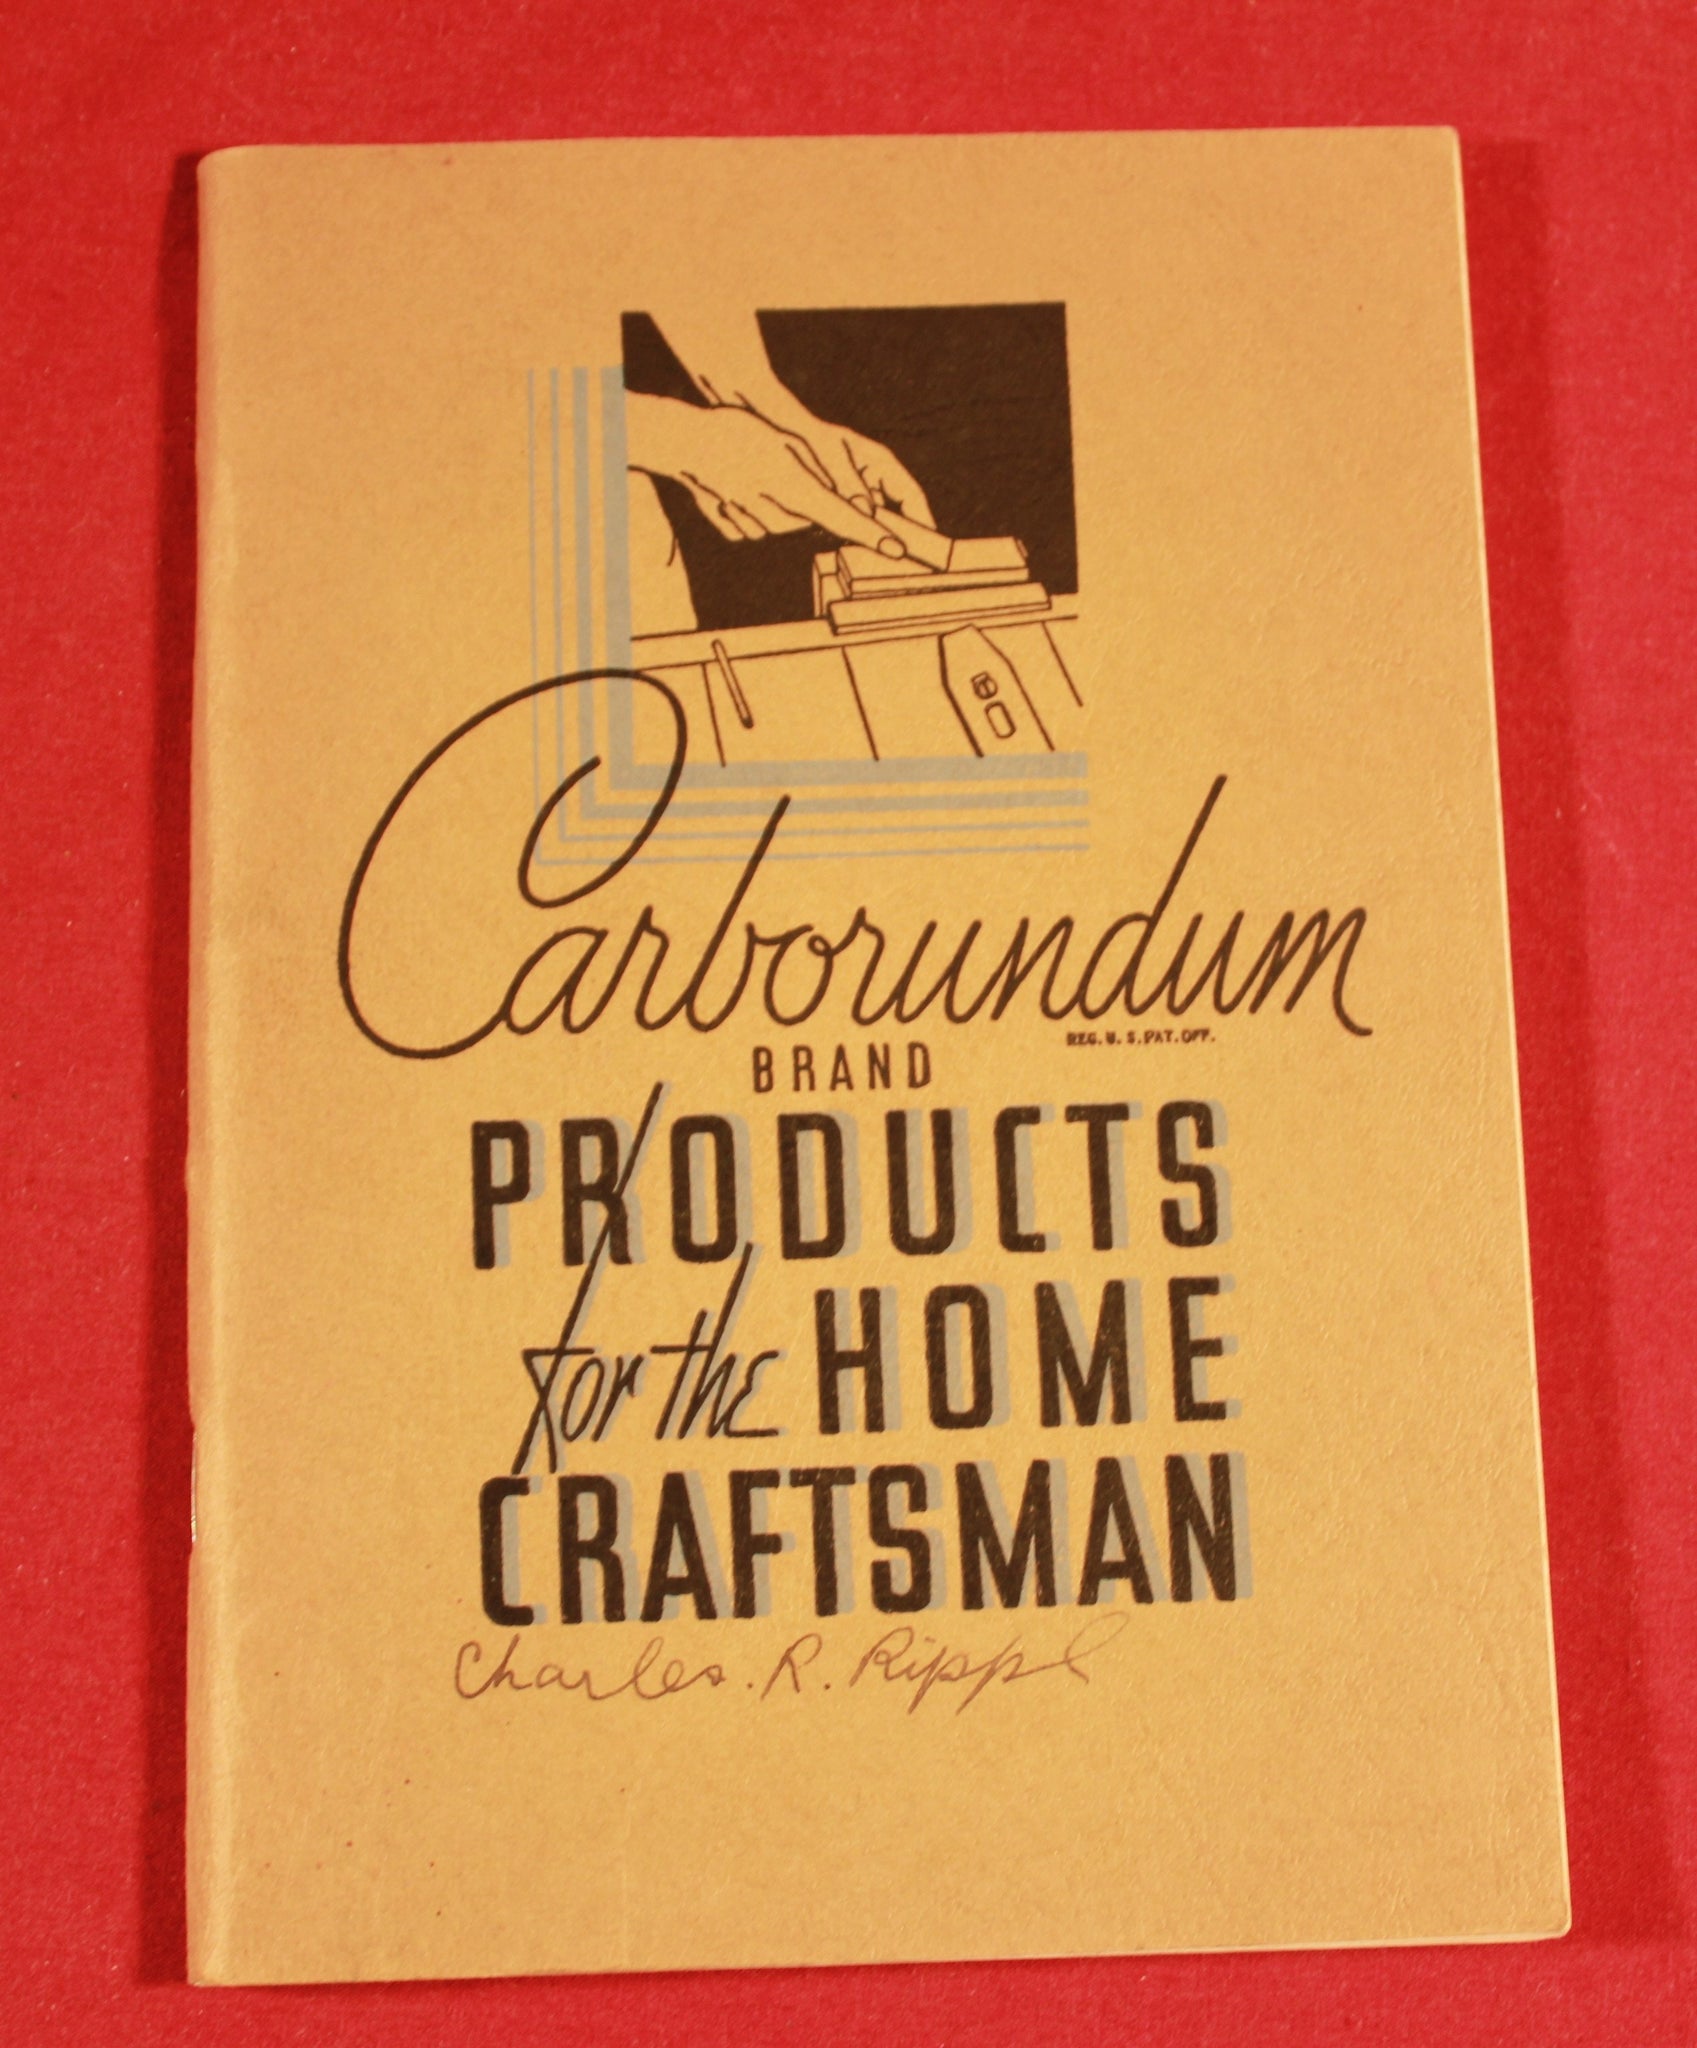 Carborundum
REG. U. S. PAT. OFF.
BRAND
PRODUCTS
for the HOME
CRAFTSMAN
Charles. R. Rippl